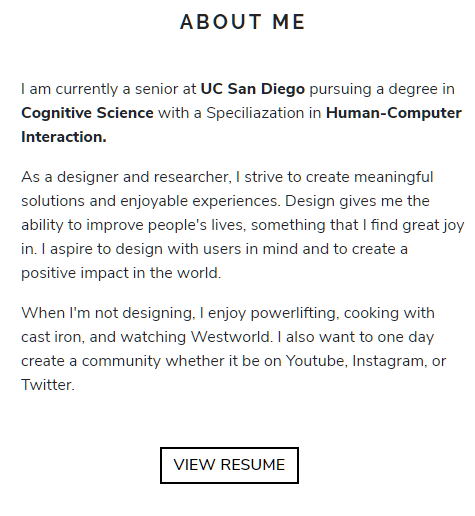 ABOUT ME
I am currently a senior at UC San Diego pursuing a degree in
Cognitive Science with a Speciliazation in Human-Computer
Interaction.
As a designer and researcher, I strive to create meaningful
solutions and enjoyable experiences. Design gives me the
ability to improve people's lives, something that I find great joy
in. I aspire to design with users in mind and to create a
positive impact in the world.
When I'm not designing, I enjoy powerlifting, cooking with
cast iron, and watching Westworld. I also want to one day
create a community whether it be on Youtube, Instagram, or
Twitter.
VIEW RESUME